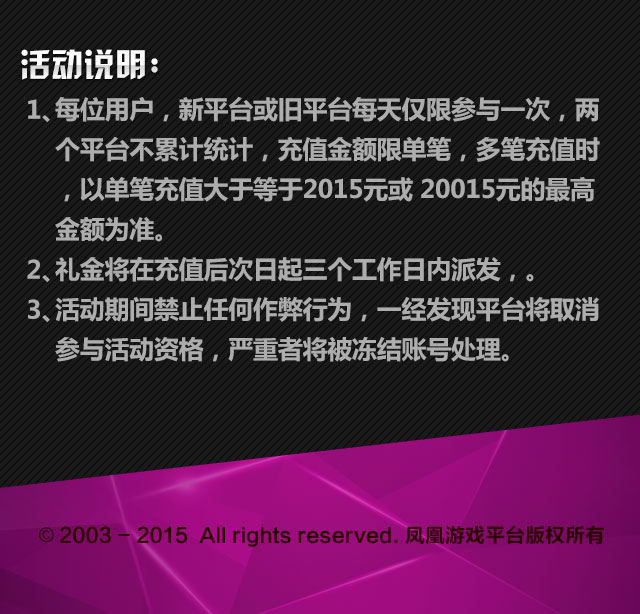 活动说明：
1、每位用户，新平台或旧平台每天仅限参与一次，两
个平台不累计统计，充值金额限单笔，多笔充值时
，以单笔充值大于等于2015元或 20015元的最高
金额为准。
2、礼金将在充值后次日起三个工作日内派发，。
3、活动期间禁止任何作弊行为，一经发现平台将取消
参与活动资格，严重者将被冻结账号处理。
© 2003 – 2015  All rights reserved. 凤凰游戏平台版权所有